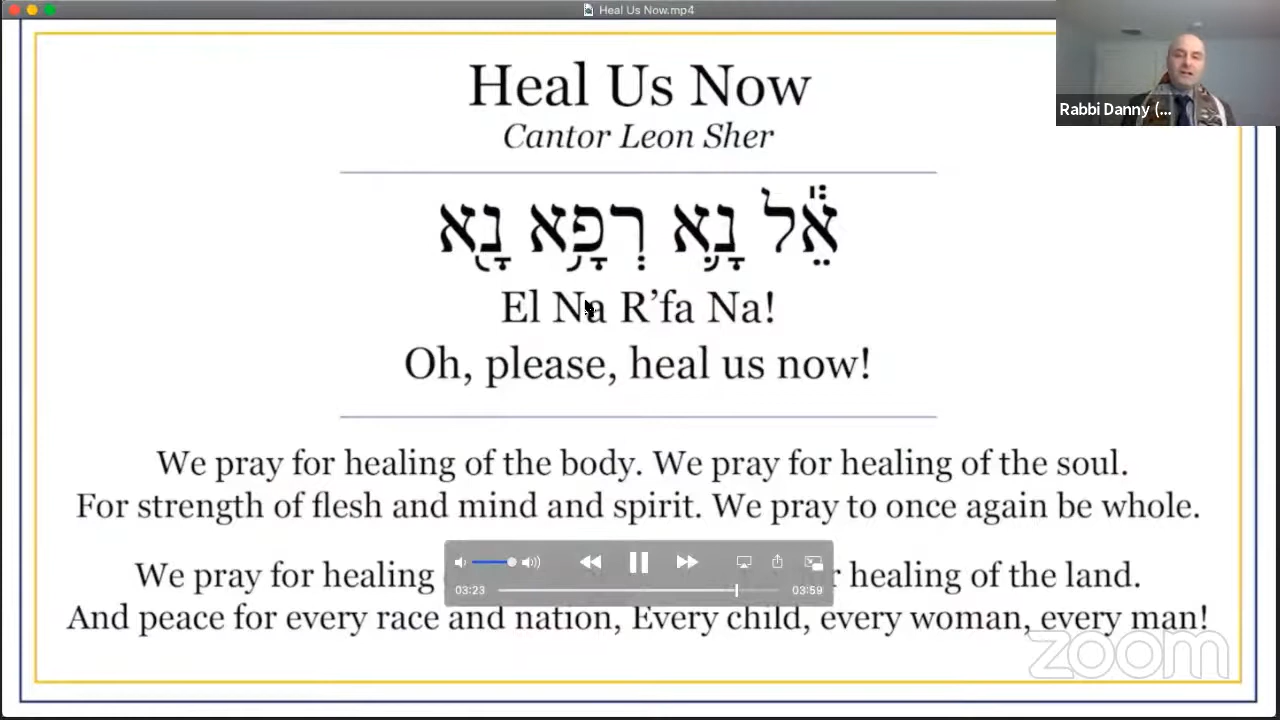 Heal Us Now.mp4
Rabbi Danny (...
Heal Us Now
Cantor Leon Sher
אֵ֕ל נָ֛א רְפָ֥א נָ֖א
El Na R’fa Na!
Oh, please, heal us now!
We pray for healing of the body. We pray for healing of the soul.
For strength of flesh and mind and spirit. We pray to once again be whole.
We pray for healing r healing of the land.
03:23 03:59
And peace for every race and nation, Every child, every woman, every man!
zoom